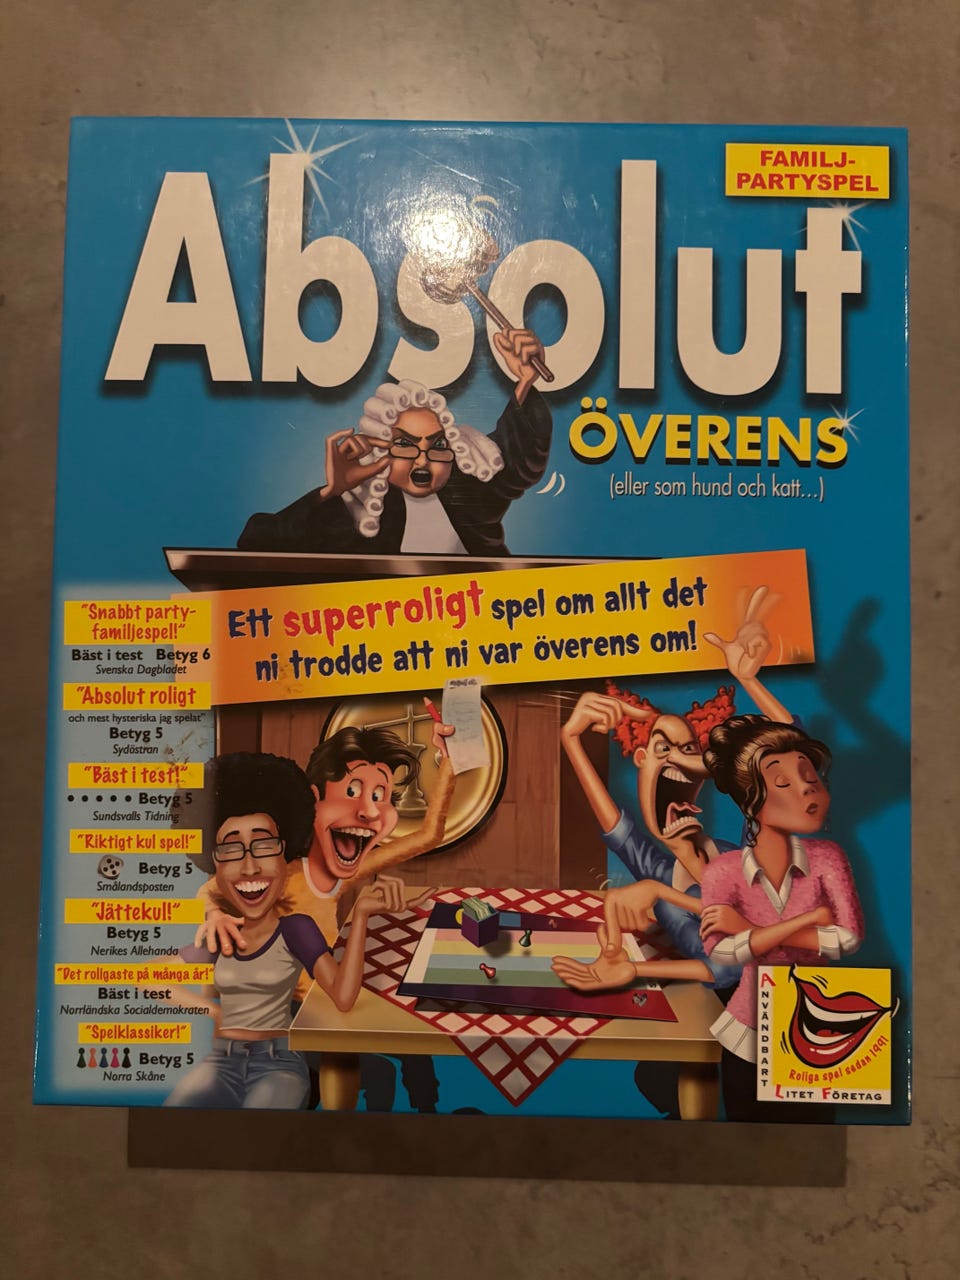 FAMILJ-
PARTYSPEL
Absolut
ÖVERENS
(eller som hund och katt...)
Ett superroligt spel om allt det
ni trodde att ni var överens om!
"Snabbt party-
familjespel!"
Bäst i test Betyg 6
Svenska Dagbladet
"Absolut roligt
och mest hysteriska jag spelat"
Betyg 5
Sydöstran
"Bäst i test!"
• • • • • Betyg 5
Sundsvalls Tidning
"Riktigt kul spel!"
Betyg 5
Smålandsposten
"Jättekul!"
Betyg 5
Nerikes Allehanda
"Det roligaste på många år!"
Bäst i test
Norrländska Socialdemokraten
"Spelklassiker!"
Betyg 5
Norra Skåne
ANVÄNDBART
LITET FÖRETAG
Roliga spel sedan 1991